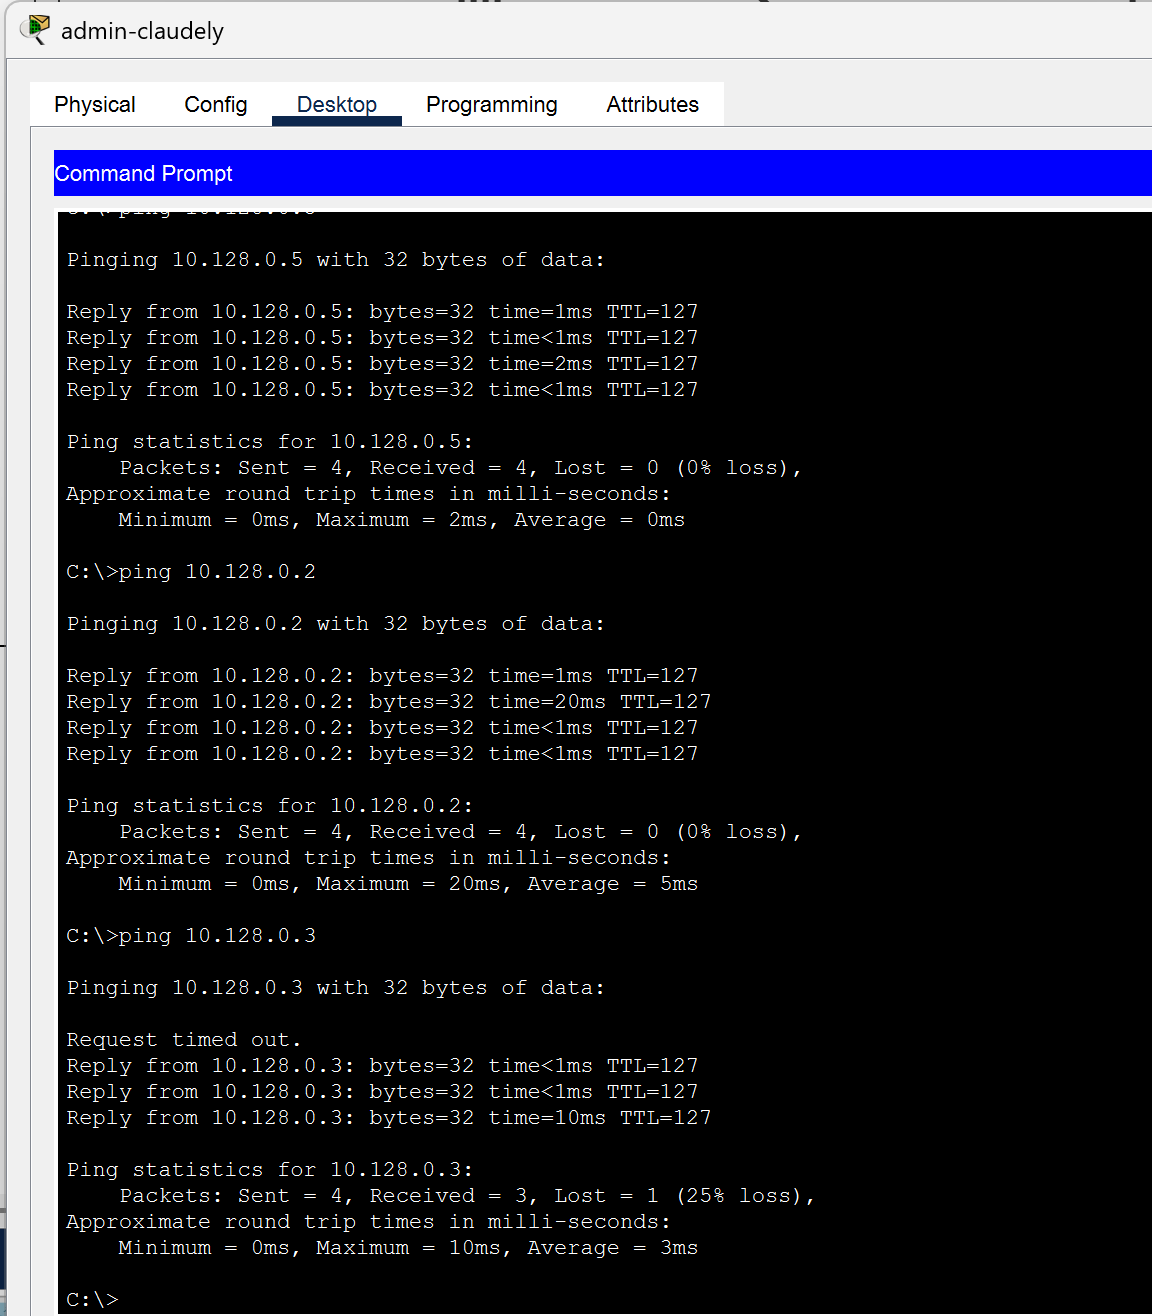 admin-claudely
Physical Config Desktop Programming Attributes
Command Prompt
Pinging 10.128.0.5 with 32 bytes of data:
Reply from 10.128.0.5: bytes=32 time=1ms TTL=127
Reply from 10.128.0.5: bytes=32 time<1ms TTL=127
Reply from 10.128.0.5: bytes=32 time=2ms TTL=127
Reply from 10.128.0.5: bytes=32 time<1ms TTL=127
Ping statistics for 10.128.0.5:
Packets: Sent = 4, Received = 4, Lost = 0 (0% loss),
Approximate round trip times in milli-seconds:
Minimum = 0ms, Maximum = 2ms, Average = 0ms
C:\>ping 10.128.0.2
Pinging 10.128.0.2 with 32 bytes of data:
Reply from 10.128.0.2: bytes=32 time=1ms TTL=127
Reply from 10.128.0.2: bytes=32 time=20ms TTL=127
Reply from 10.128.0.2: bytes=32 time<1ms TTL=127
Reply from 10.128.0.2: bytes=32 time<1ms TTL=127
Ping statistics for 10.128.0.2:
Packets: Sent = 4, Received = 4, Lost = 0 (0% loss),
Approximate round trip times in milli-seconds:
Minimum = 0ms, Maximum = 20ms, Average = 5ms
C:\>ping 10.128.0.3
Pinging 10.128.0.3 with 32 bytes of data:
Request timed out.
Reply from 10.128.0.3: bytes=32 time<1ms TTL=127
Reply from 10.128.0.3: bytes=32 time<1ms TTL=127
Reply from 10.128.0.3: bytes=32 time=10ms TTL=127
Ping statistics for 10.128.0.3:
Packets: Sent = 4, Received = 3, Lost = 1 (25% loss),
Approximate round trip times in milli-seconds:
Minimum = 0ms, Maximum = 10ms, Average = 3ms
C:\>